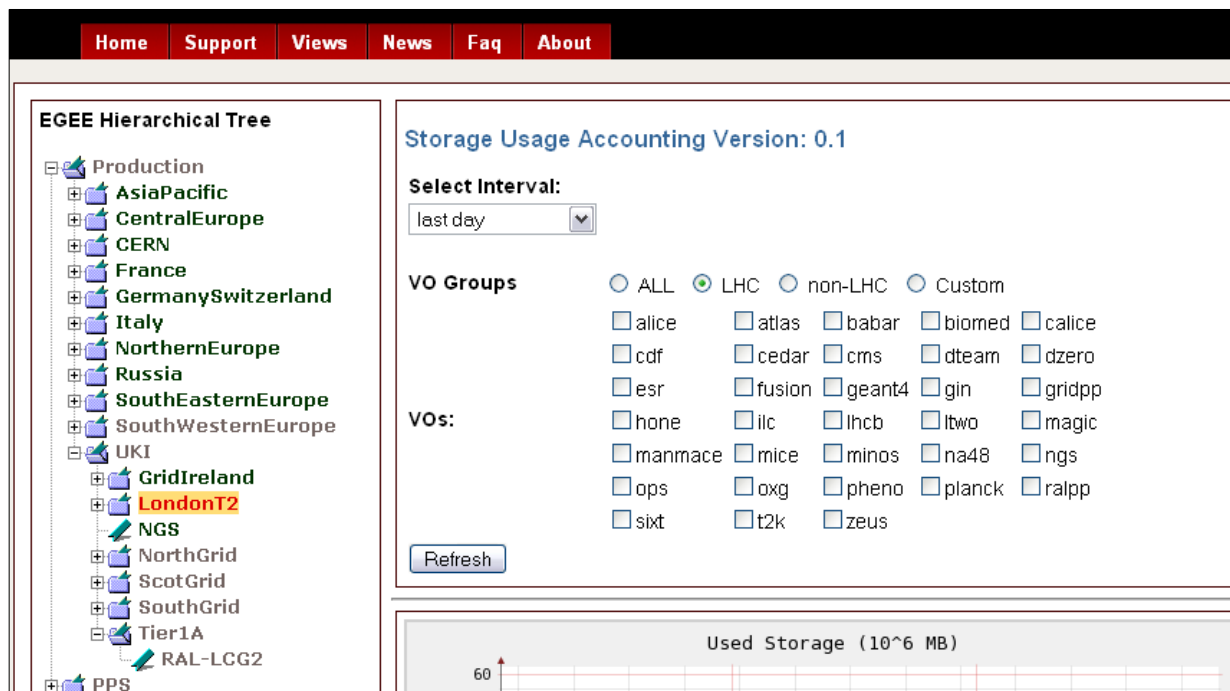 Home Support Views News Faq About
EGEE Hierarchical Tree
Production
AsiaPacific
CentralEurope
CERN
France
GermanySwitzerland
Italy
NorthernEurope
Russia
SouthEasternEurope
SouthWesternEurope
UKI
GridIreland
LondonT2
NGS
NorthGrid
ScotGrid
SouthGrid
Tier1A
RAL-LCG2
PPS
Storage Usage Accounting Version: 0.1
Select Interval:
last day
VO Groups ALL LHC non-LHC Custom
alice atlas babar biomed calice
cdf cedar cms dteam dzero
esr fusion geant4 gin gridpp
VOs: hone ilc lhcb ltwo magic
manmace mice minos na48 ngs
ops oxg pheno planck ralpp
sixt t2k zeus
Refresh
Used Storage (10^6 MB)
60